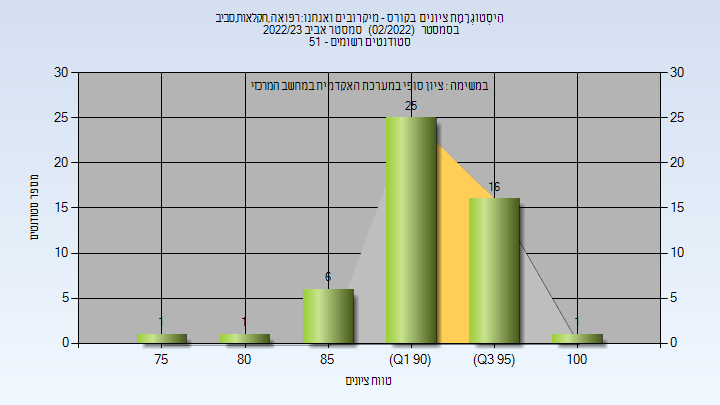 היסטוגרמת ציונים בקורס - מיקרובים ואנחנו: רפואה,חקלאות,סביב
בסמסטר (02/2022) סמסטר אביב 2022/23
סטודנטים רשומים - 51
במשימה : ציון סופי במערכת האקדמית במחשב המרכזי
30 30
25 25
20 20
15 15
10 10
5 5
0 0
מספר סטודנטים
1 1 6 25 16 1
75 80 85 (Q1 90) (Q3 95) 100
טווח ציונים